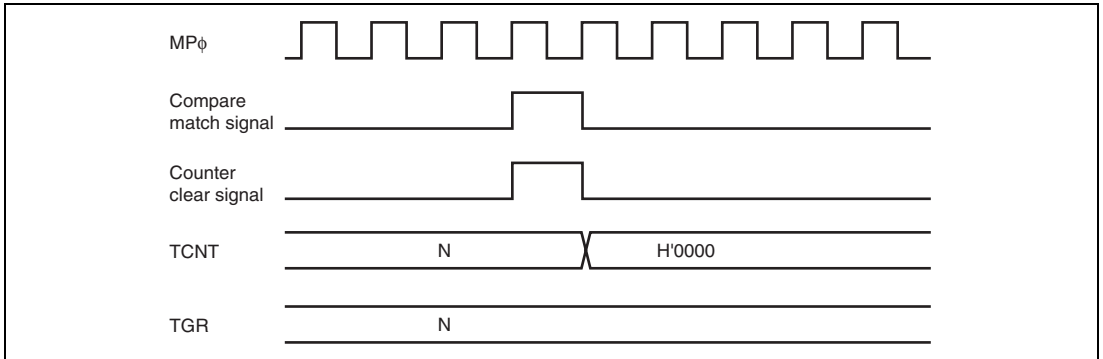 MPϕ
Compare
match signal
Counter
clear signal
TCNT N H'0000
TGR N